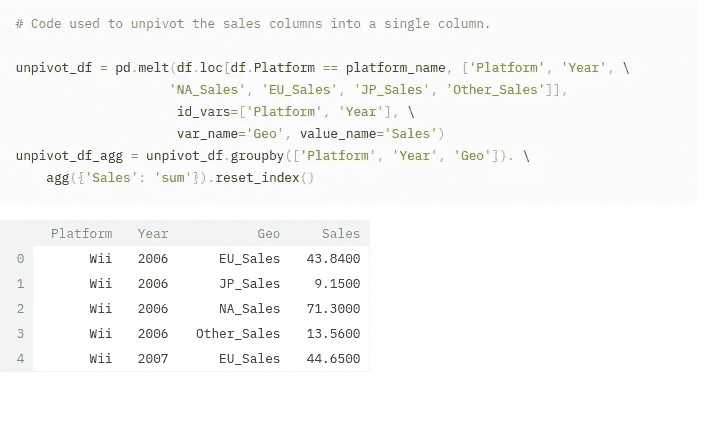 # Code used to unpivot the sales columns into a single column.
unpivot_df = pd.melt(df.loc[df.Platform == platform_name, ['Platform', 'Year', \
'NA_Sales', 'EU_Sales', 'JP_Sales', 'Other_Sales']],
id_vars=['Platform', 'Year'], \
var_name='Geo', value_name='Sales')
unpivot_df_agg = unpivot_df.groupby(['Platform', 'Year', 'Geo']). \
agg({'Sales': 'sum'}).reset_index()
Platform Year Geo Sales
0 Wii 2006 EU_Sales 43.8400
1 Wii 2006 JP_Sales 9.1500
2 Wii 2006 NA_Sales 71.3000
3 Wii 2006 Other_Sales 13.5600
4 Wii 2007 EU_Sales 44.6500